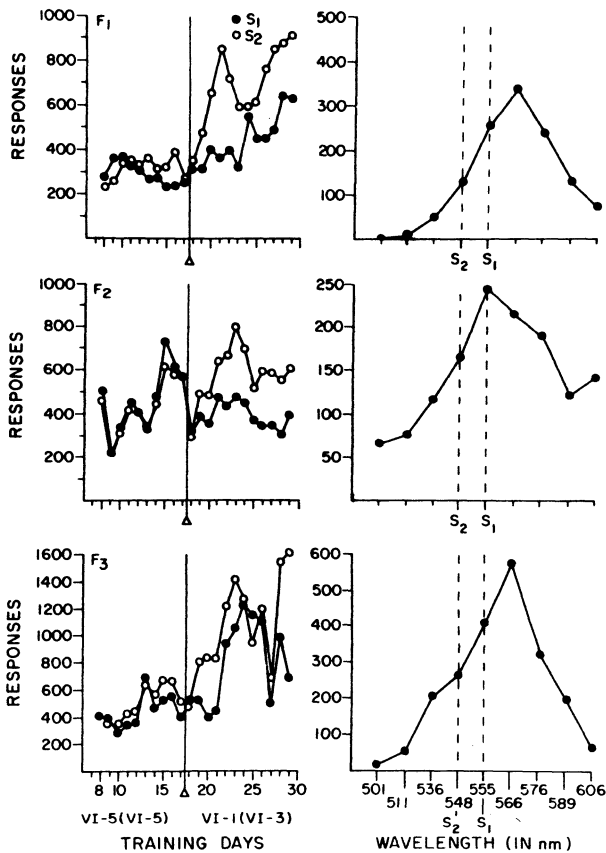 F1
● S1
○ S2
RESPONSES
1000
800
600
400
200
500
400
300
200
100
S2 S1
F2
RESPONSES
1000
800
600
400
200
250
200
150
100
50
S2 S1
F3
RESPONSES
1600
1400
1200
1000
800
600
400
200
600
500
400
300
200
100
8 10 15 20 25 30
501 536 555 576 606
511 548 566 589
S2 S1
VI-5(VI-5) VI-1(VI-3)
TRAINING DAYS
WAVELENGTH (IN nm)